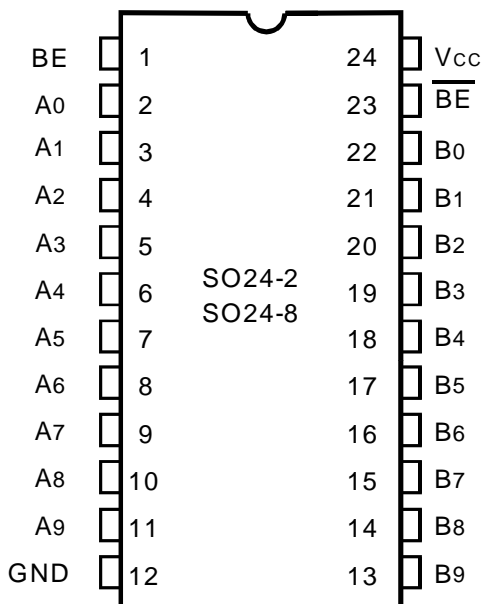 BE 1 24 VCC
A0 2 23 B̅E̅
A1 3 22 B0
A2 4 21 B1
A3 5 20 B2
A4 6 SO24-2 19 B3
A5 7 SO24-8 18 B4
A6 8 17 B5
A7 9 16 B6
A8 10 15 B7
A9 11 14 B8
GND 12 13 B9